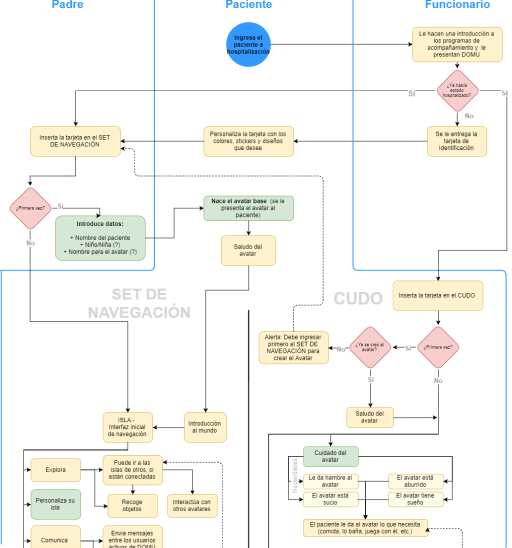 Padre
Paciente
Funcionario
Ingresa el
paciente a
hospitalización
Le hacen una introducción a
los programas de
acompañamiento y le
presentan DOMU
¿Ya había
estado
hospitalizado?
Si
Si
No
Inserta la tarjeta en el SET
DE NAVEGACIÓN
Personaliza la tarjeta con los
colores, stickers y diseños
que desee
Se le entrega la
tarjeta de
Identificación
¿Primera vez?
Si
No
Introduce datos:
+ Nombre del paciente
+ Niño/Niña (?)
+ Nombre para el avatar (?)
Nace el avatar base (se le
presenta el avatar al
paciente)
Saludo del
avatar
SET DE
NAVEGACIÓN
CUDO
Inserta la tarjeta en el CUDO
Alerta: Debe ingresar
primero al SET DE
NAVEGACIÓN para
crear el Avatar
No
¿Ya se creó el
avatar?
Si
¿Primera vez?
Si
No
ISLA -
Interfaz inicial
de navegación
Introducción
al mundo
Saludo del
avatar
Cuidado del
avatar
Necesidades
Explora
Puede ir a las
islas de otros, si
están conectadas
Le da hambre al
avatar
El avatar está
aburrido
Personaliza su
isla
Recoge
objetos
Interactúa con
otros avatares
El avatar está
sucio
El avatar tiene
sueño
El paciente le da al avatar lo que necesita
(comida, lo baña, juega con él, etc.)
Comunica
Envia mensajes
entre los usuarios
activos de DOMU